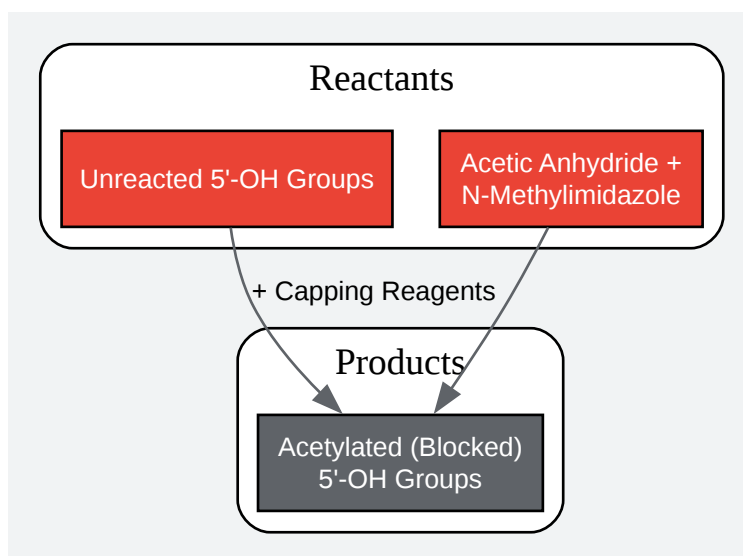 Reactants
Unreacted 5'-OH Groups
Acetic Anhydride +
N-Methylimidazole
+ Capping Reagents
Products
Acetylated (Blocked)
5'-OH Groups